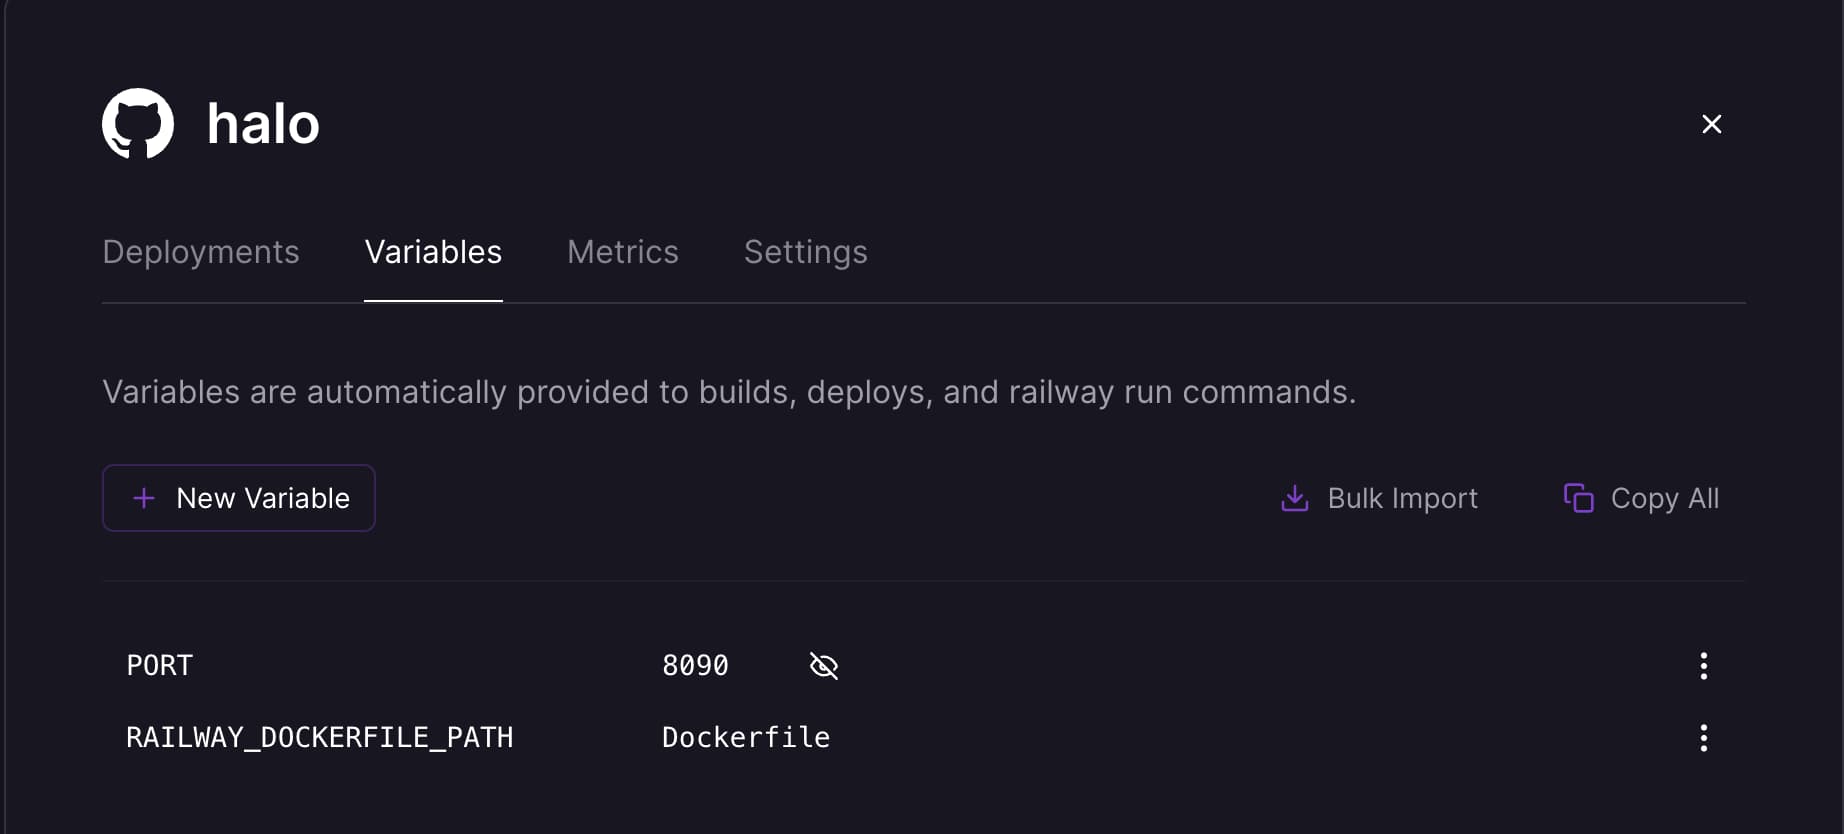 halo
Deployments Variables Metrics Settings
Variables are automatically provided to builds, deploys, and railway run commands.
New Variable Bulk Import Copy All
PORT 8090
RAILWAY_DOCKERFILE_PATH Dockerfile